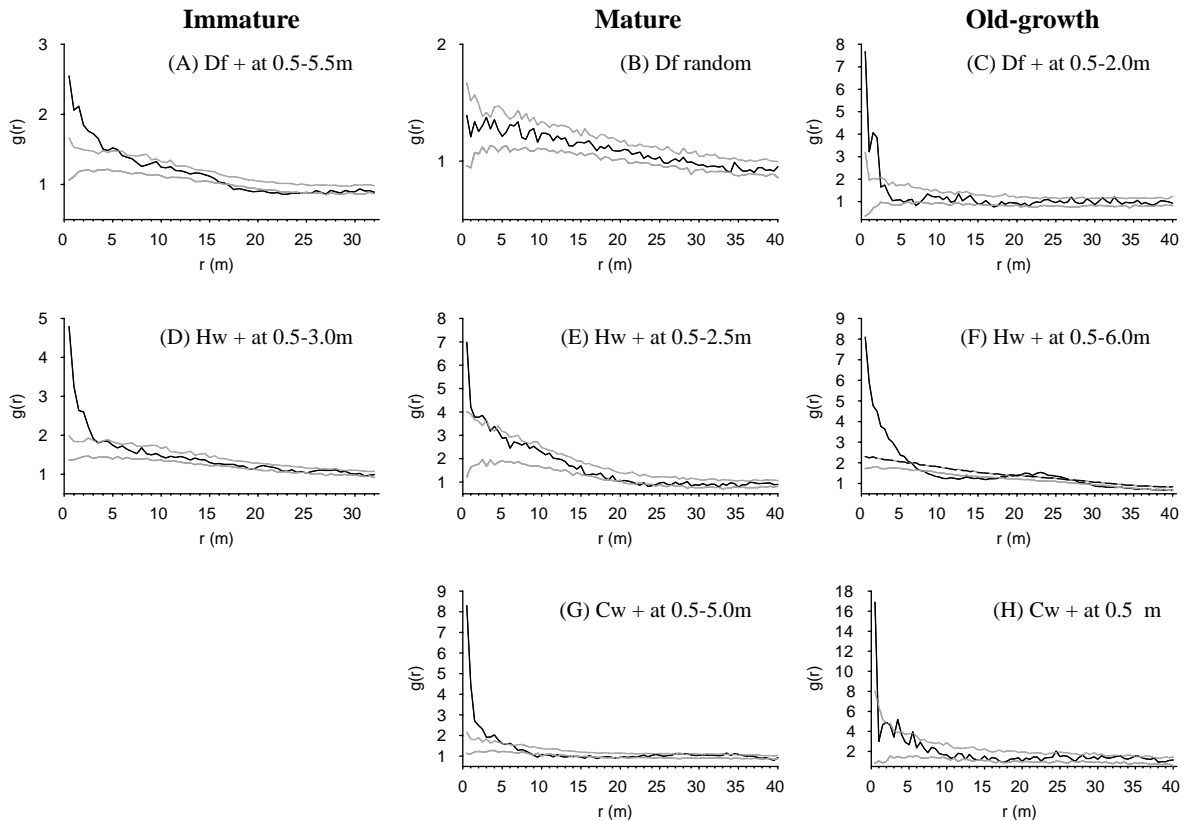 Immature
Mature
Old-growth
(A) Df + at 0.5-5.5m
3
2
1
g(r)
0 5 10 15 20 25 30
r (m)
(B) Df random
2
1
g(r)
0 5 10 15 20 25 30 35 40
r (m)
(C) Df + at 0.5-2.0m
8
7
6
5
4
3
2
1
g(r)
0 5 10 15 20 25 30 35 40
r (m)
(D) Hw + at 0.5-3.0m
5
4
3
2
1
g(r)
0 5 10 15 20 25 30
r (m)
(E) Hw + at 0.5-2.5m
8
7
6
5
4
3
2
1
g(r)
0 5 10 15 20 25 30 35 40
r (m)
(F) Hw + at 0.5-6.0m
9
8
7
6
5
4
3
2
1
g(r)
0 5 10 15 20 25 30 35 40
r (m)
(G) Cw + at 0.5-5.0m
9
8
7
6
5
4
3
2
1
g(r)
0 5 10 15 20 25 30 35 40
r (m)
(H) Cw + at 0.5 m
18
16
14
12
10
8
6
4
2
g(r)
0 5 10 15 20 25 30 35 40
r (m)